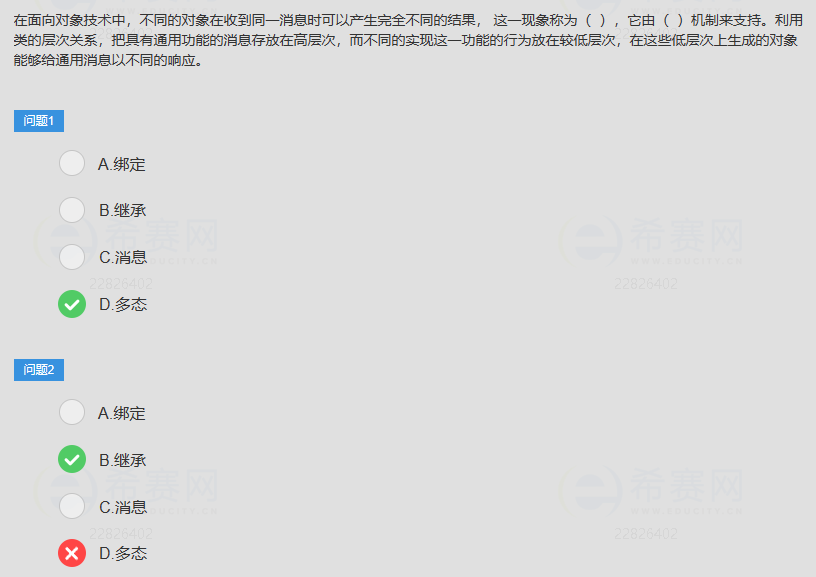 在面向对象技术中，不同的对象在收到同一消息时可以产生完全不同的结果， 这一现象称为（ ），它由（ ）机制来支持。利用
类的层次关系，把具有通用功能的消息存放在高层次，而不同的实现这一功能的行为放在较低层次，在这些低层次上生成的对象
能够给通用消息以不同的响应。
问题1
A.绑定
B.继承
希赛网
希赛网
WWW.EDUCITY.CN
C.消息
22826402
22826402
D.多态
问题2
A.绑定
B.继承
希赛网
希赛网
WWW.EDUCITY.CN
C.消息
22826402
22826402
D.多态